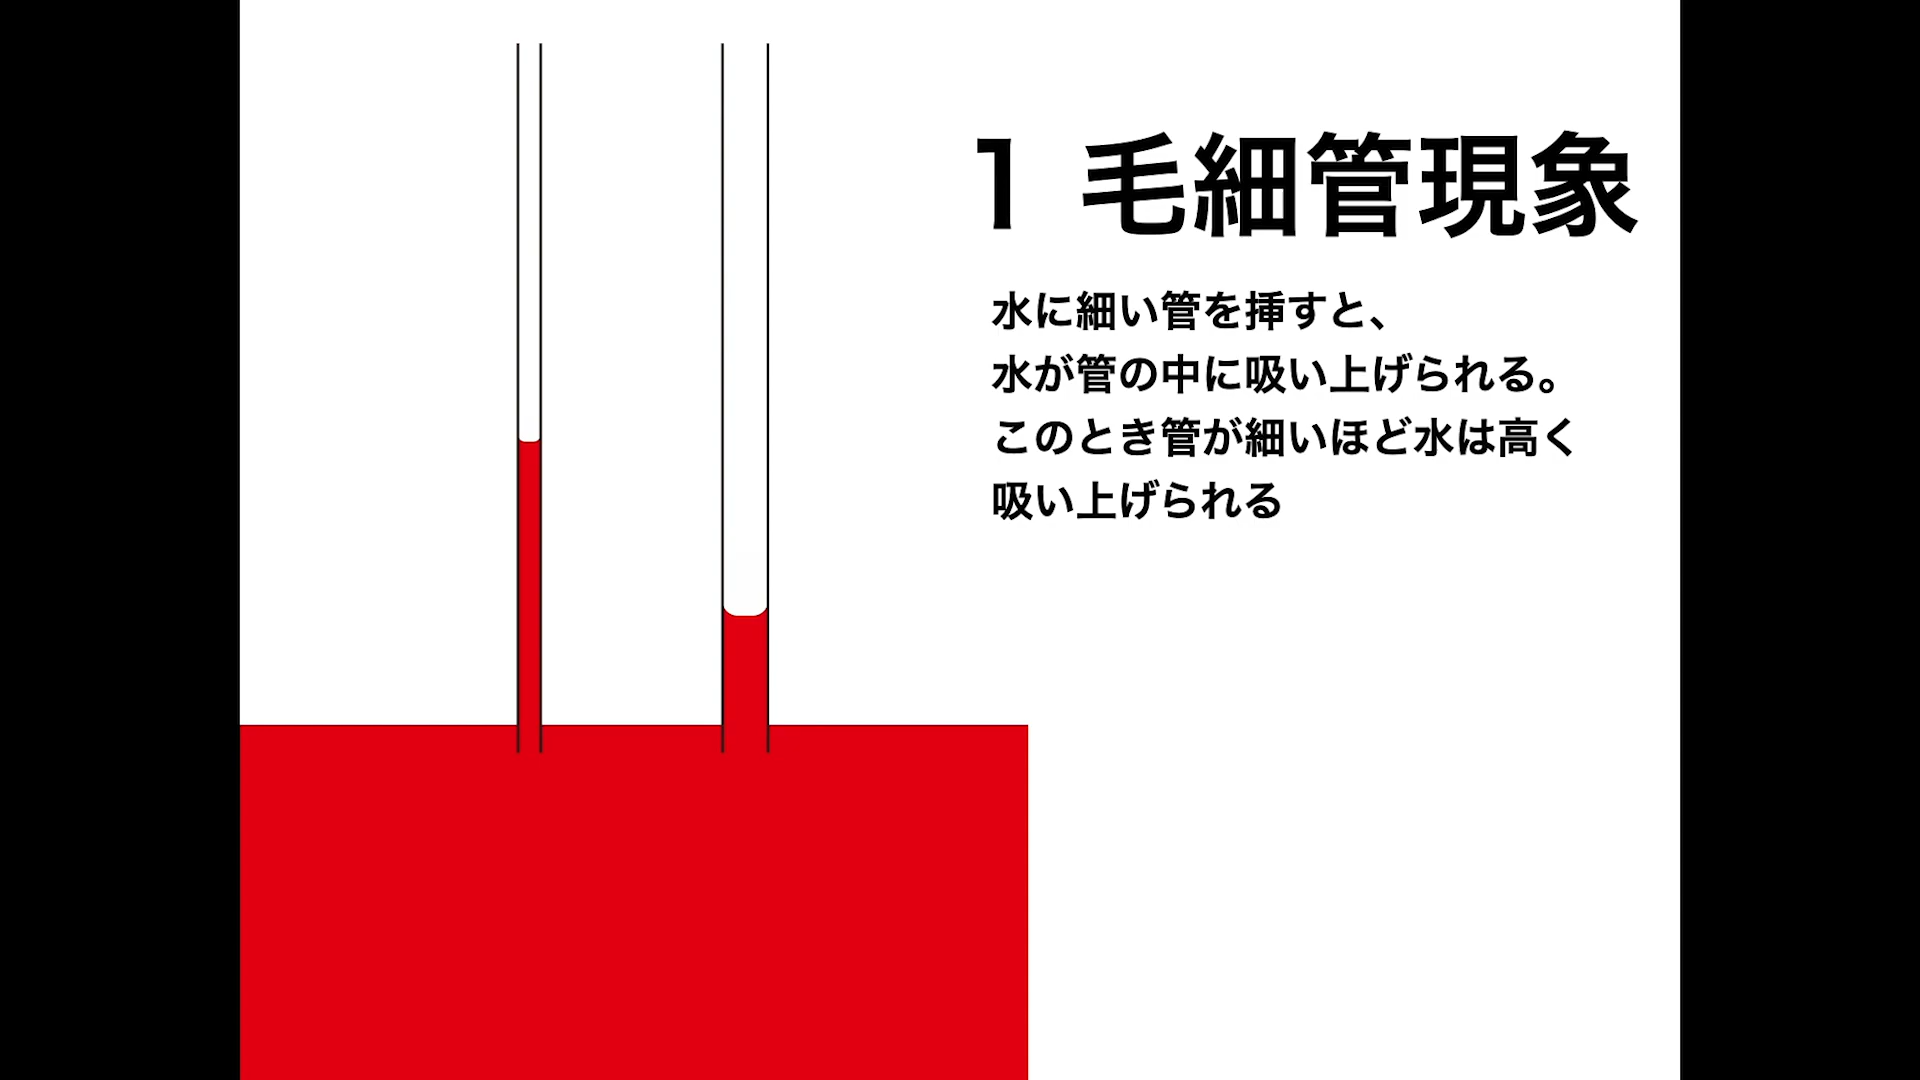 1 毛細管現象
水に細い管を挿すと、
水が管の中に吸い上げられる。
このとき管が細いほど水は高く
吸い上げられる